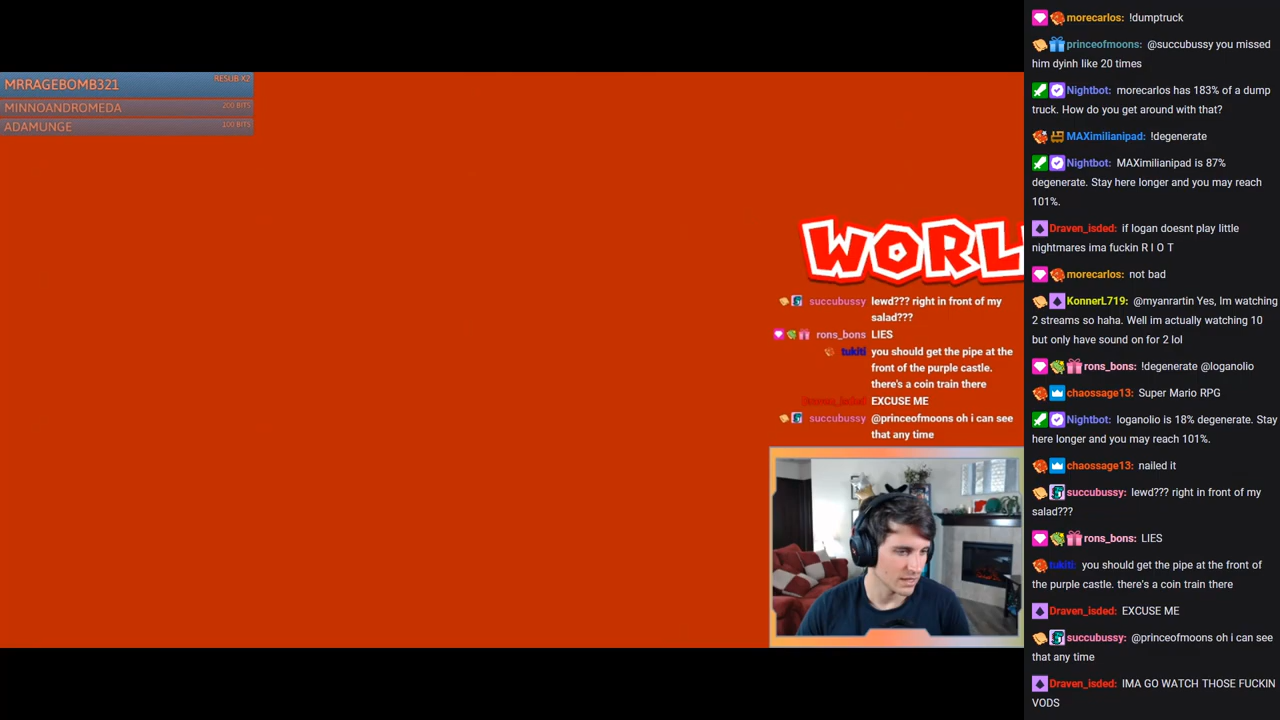 MRRAGEBOMB321
RESUB X2
MINNOANDROMEDA
200 BITS
ADAMUNGE
100 BITS
WORL
succubussy lewd??? right in front of my
salad???
rons_bons LIES
tukiti you should get the pipe at the
front of the purple castle.
there's a coin train there
Draven_isded EXCUSE ME
succubussy @princeofmoons oh i can see
that any time
morecarlos: !dumptruck
princeofmoons: @succubussy you missed
him dyinh like 20 times
Nightbot: morecarlos has 183% of a dump
truck. How do you get around with that?
MAXimilianipad: !degenerate
Nightbot: MAXimilianipad is 87%
degenerate. Stay here longer and you may reach
101%.
Draven_isded: if logan doesnt play little
nightmares ima fuckin R I O T
morecarlos: not bad
KonnerL719: @myanrartin Yes, Im watching
2 streams so haha. Well im actually watching 10
but only have sound on for 2 lol
rons_bons: !degenerate @loganolio
chaossage13: Super Mario RPG
Nightbot: loganolio is 18% degenerate. Stay
here longer and you may reach 101%.
chaossage13: nailed it
succubussy: lewd??? right in front of my
salad???
rons_bons: LIES
tukiti: you should get the pipe at the front of
the purple castle. there's a coin train there
Draven_isded: EXCUSE ME
succubussy: @princeofmoons oh i can see
that any time
Draven_isded: IMA GO WATCH THOSE FUCKIN
VODS